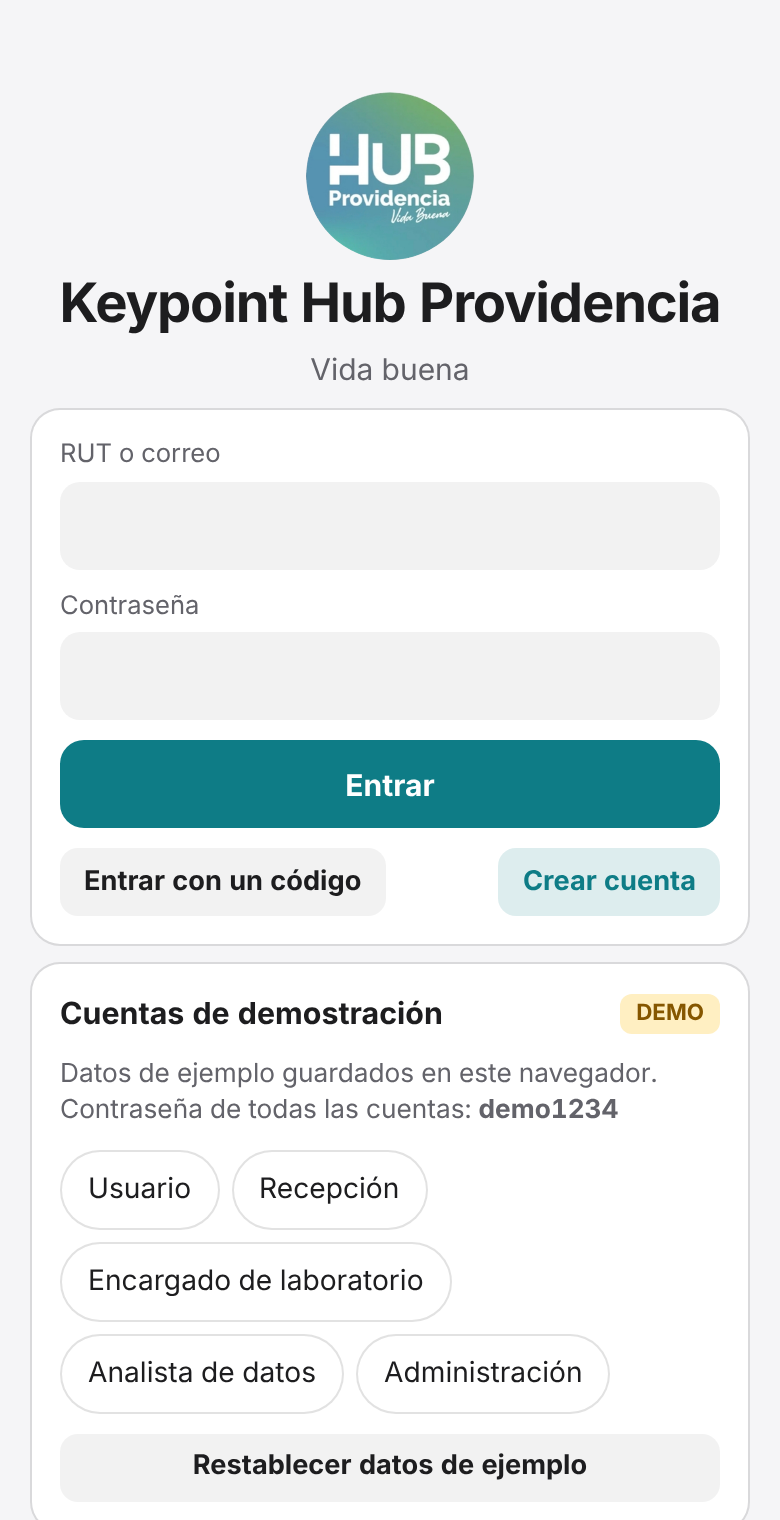 HUB
Providencia
Vida Buena
Keypoint Hub Providencia
Vida buena
RUT o correo
Contraseña
Entrar
Entrar con un código
Crear cuenta
Cuentas de demostración
DEMO
Datos de ejemplo guardados en este navegador.
Contraseña de todas las cuentas: demo1234
Usuario
Recepción
Encargado de laboratorio
Analista de datos
Administración
Restablecer datos de ejemplo